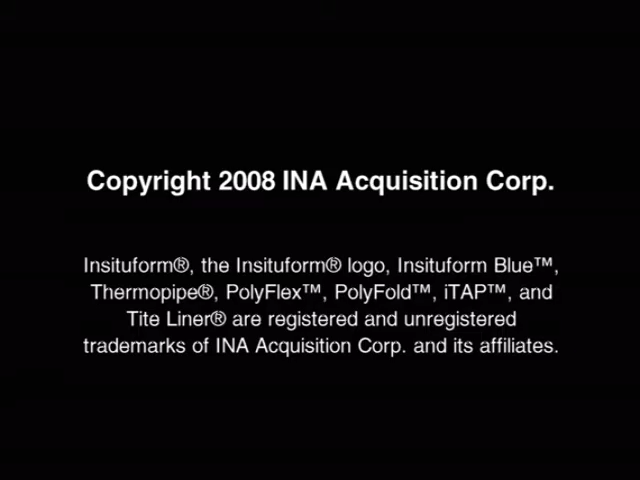 Copyright 2008 INA Acquisition Corp.
Insituform®, the Insituform® logo, Insituform Blue™,
Thermopipe®, PolyFlex™, PolyFold™, iTAP™, and
Tite Liner® are registered and unregistered
trademarks of INA Acquisition Corp. and its affiliates.